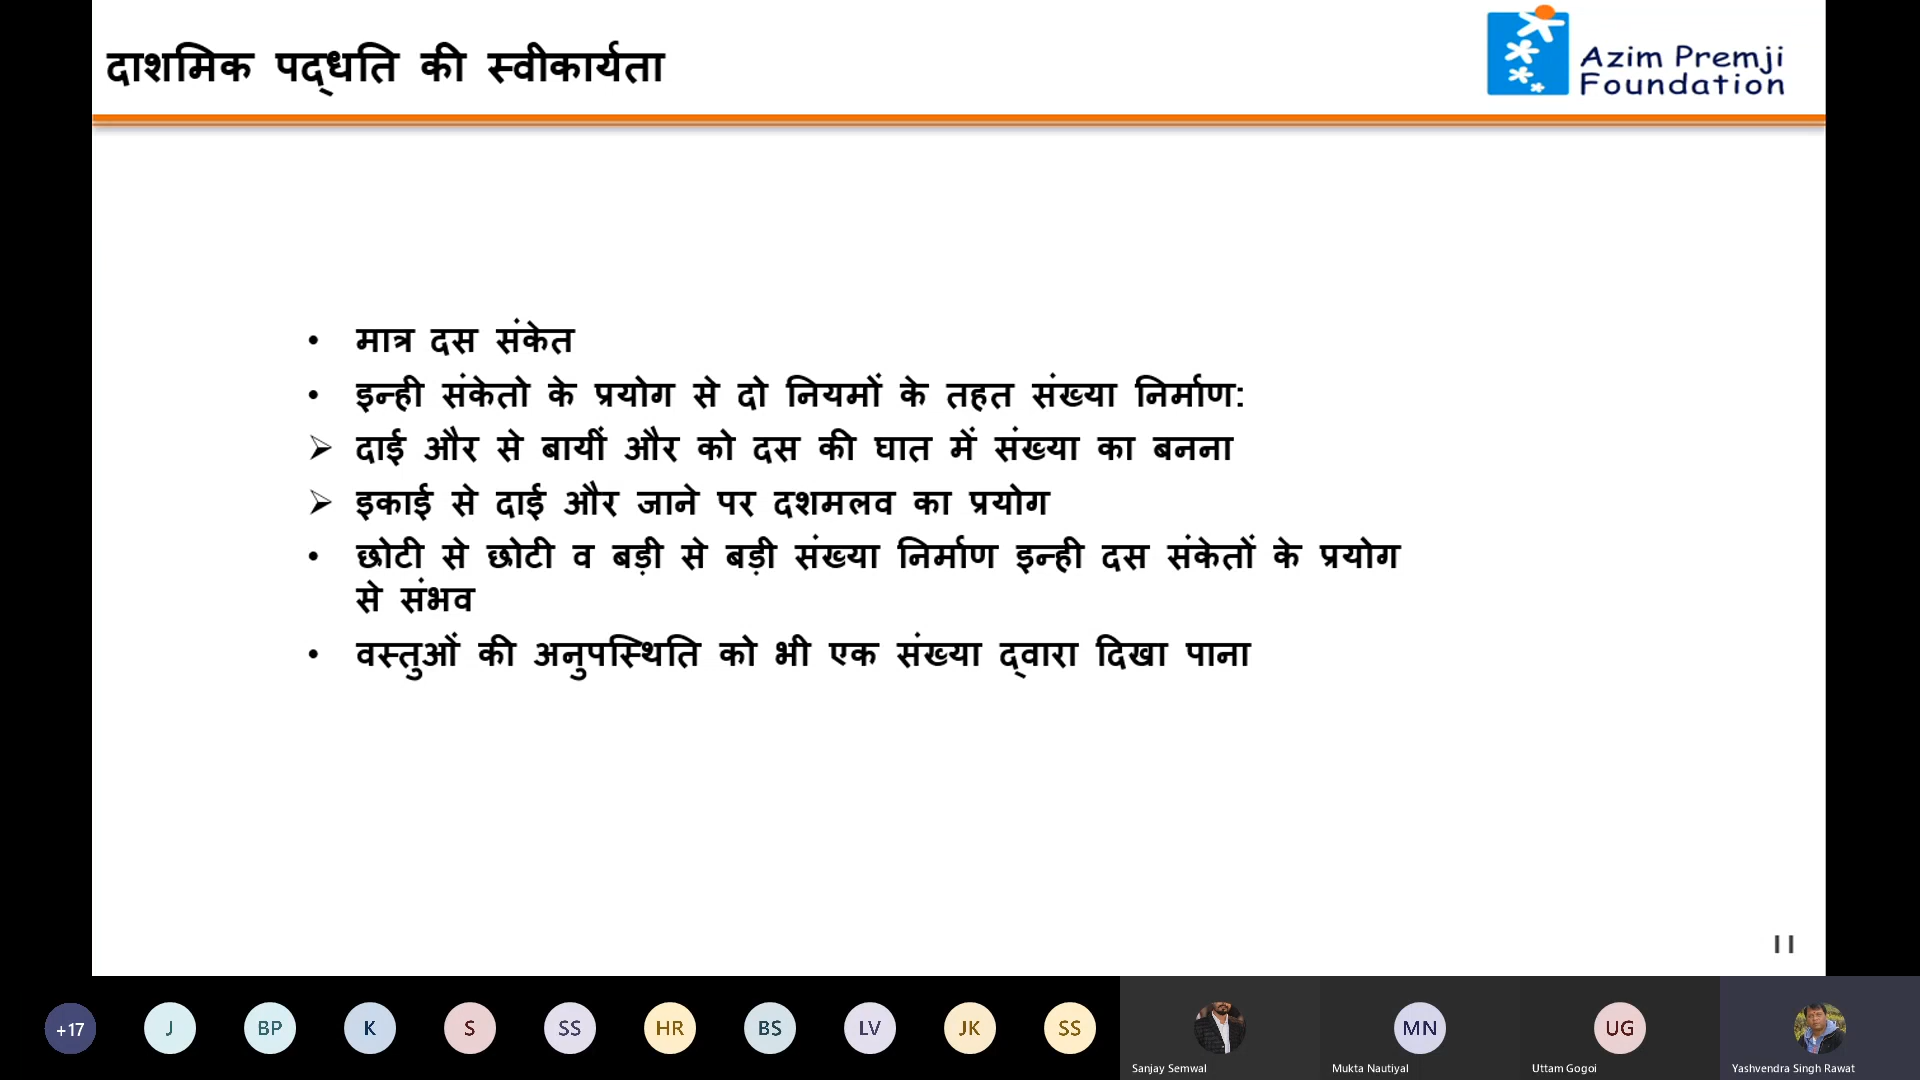 दाशमिक पद्धति की स्वीकार्यता
Azim Premji
Foundation
• मात्र दस संकेत
• इन्ही संकेतो के प्रयोग से दो नियमों के तहत संख्या निर्माण:
➢ दाई और से बायीं और को दस की घात में संख्या का बनना
➢ इकाई से दाई और जाने पर दशमलव का प्रयोग
• छोटी से छोटी व बड़ी से बड़ी संख्या निर्माण इन्ही दस संकेतों के प्रयोग
से संभव
• वस्तुओं की अनुपस्थिति को भी एक संख्या द्वारा दिखा पाना
11
+17 J BP K S SS HR BS LV JK SS MN UG
Sanjay Semwal Mukta Nautiyal Uttam Gogoi Yashvendra Singh Rawat